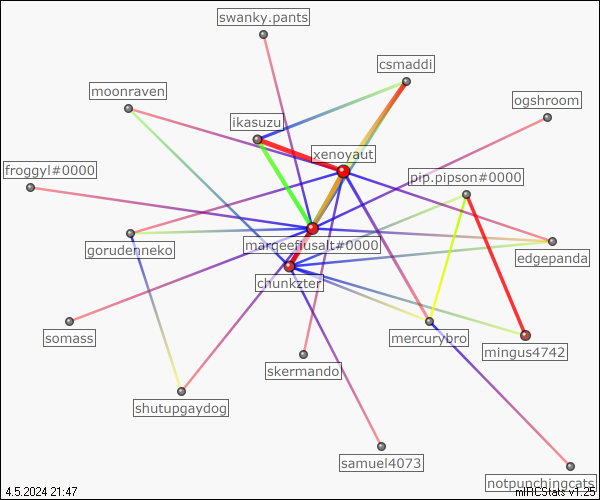 swanky.pants
csmaddi
moonraven
ogshroom
ikasuzu
xenoyaut
froggyl#0000
pip.pipson#0000
marqeeflusalt#0000
gorudenneko
edgepanda
chunkzter
somass
mercurybro
mingus4742
skermando
shutupgaydog
samuel4073
notpunchingcats
4.5.2024 21:47
mIRCStats v1.25